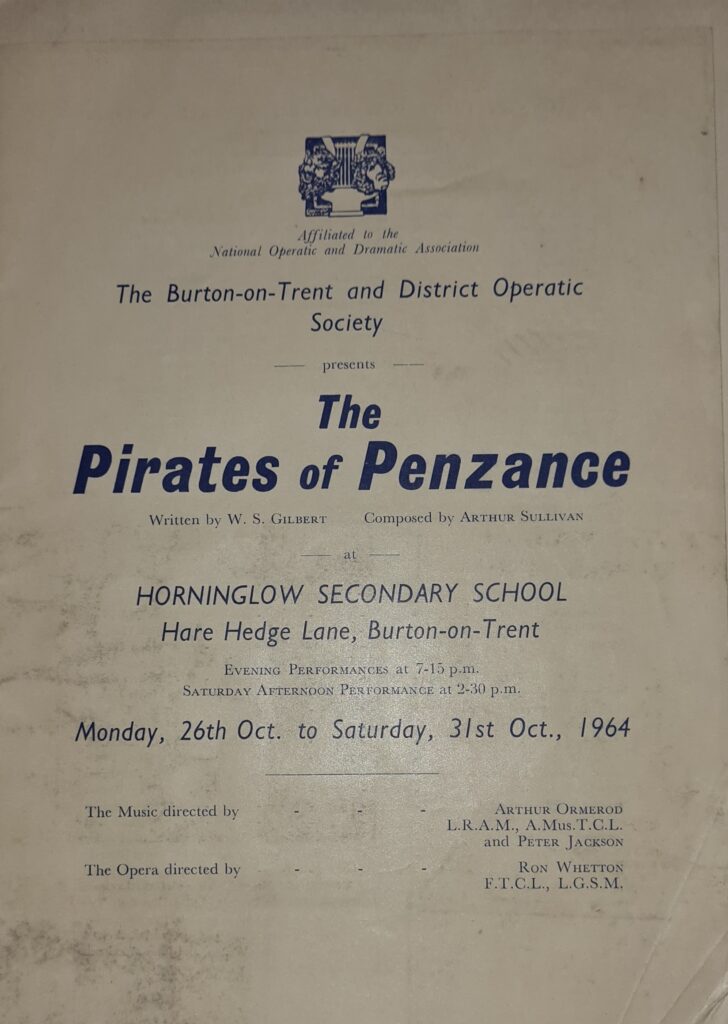 Affiliated to the
National Operatic and Dramatic Association
The Burton-on-Trent and District Operatic
Society
presents
The
Pirates of Penzance
Written by W. S. GILBERT Composed by ARTHUR SULLIVAN
at
HORNINGLOW SECONDARY SCHOOL
Hare Hedge Lane, Burton-on-Trent
EVENING PERFORMANCES at 7-15 p.m.
SATURDAY AFTERNOON PERFORMANCE at 2-30 p.m.
Monday, 26th Oct. to Saturday, 31st Oct., 1964
The Music directed by - - - ARTHUR ORMEROD
L.R.A.M., A.Mus.T.C.L.
and PETER JACKSON
The Opera directed by - - - RON WHETTON
F.T.C.L., L.G.S.M.